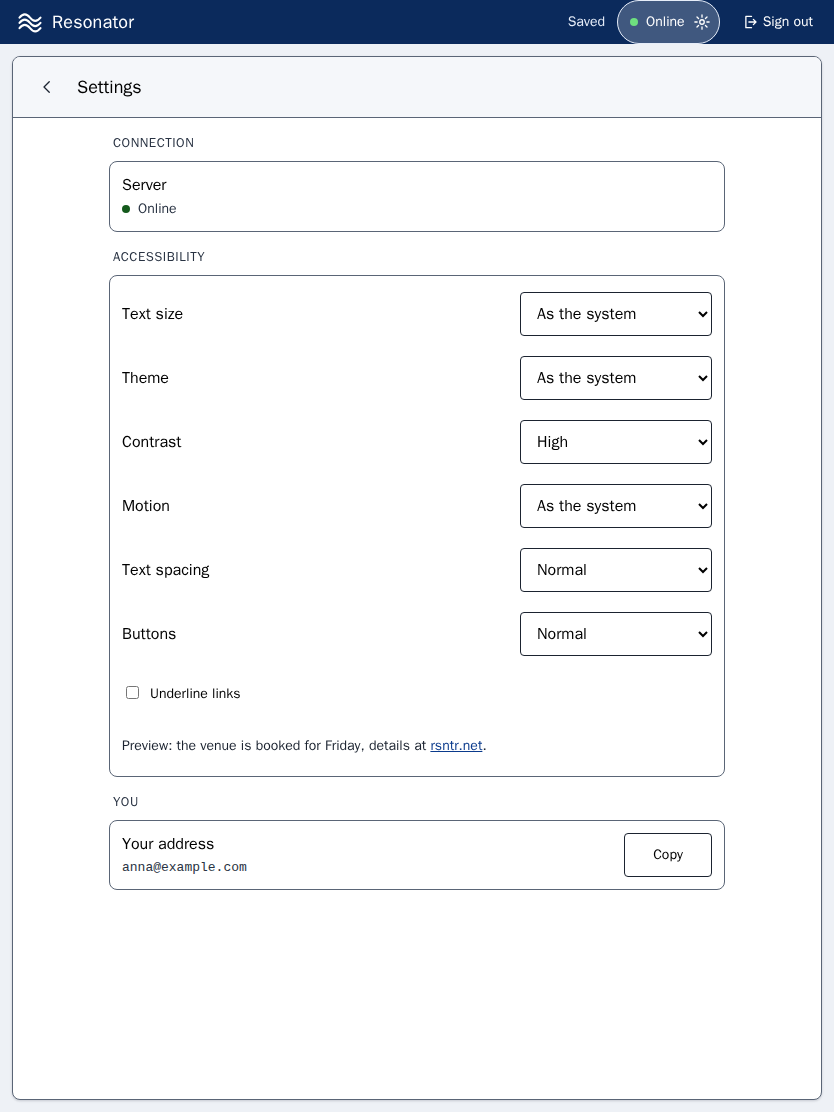 Resonator
Saved
Online
Sign out
Settings
CONNECTION
Server
Online
ACCESSIBILITY
Text size
As the system
Theme
As the system
Contrast
High
Motion
As the system
Text spacing
Normal
Buttons
Normal
Underline links
Preview: the venue is booked for Friday, details at rsntr.net.
YOU
Your address
anna@example.com
Copy